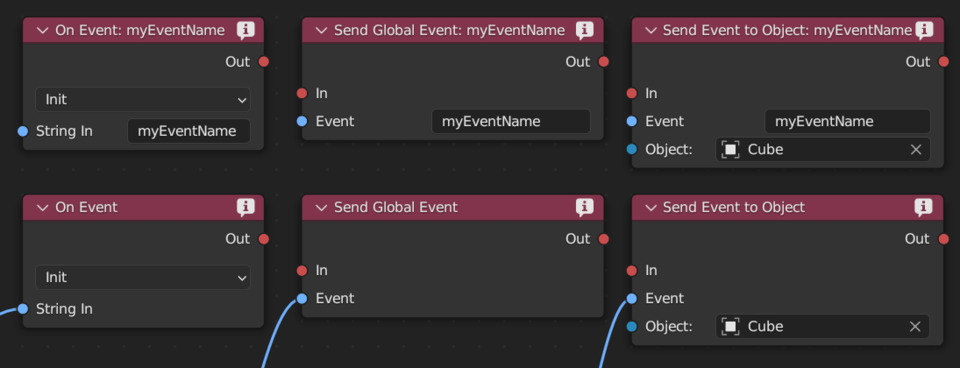 On Event: myEventName
Out
Init
String In myEventName
Send Global Event: myEventName
Out
In
Event myEventName
Send Event to Object: myEventName
Out
In
Event myEventName
Object: Cube
On Event
Out
Init
String In
Send Global Event
Out
In
Event
Send Event to Object
Out
In
Event
Object: Cube